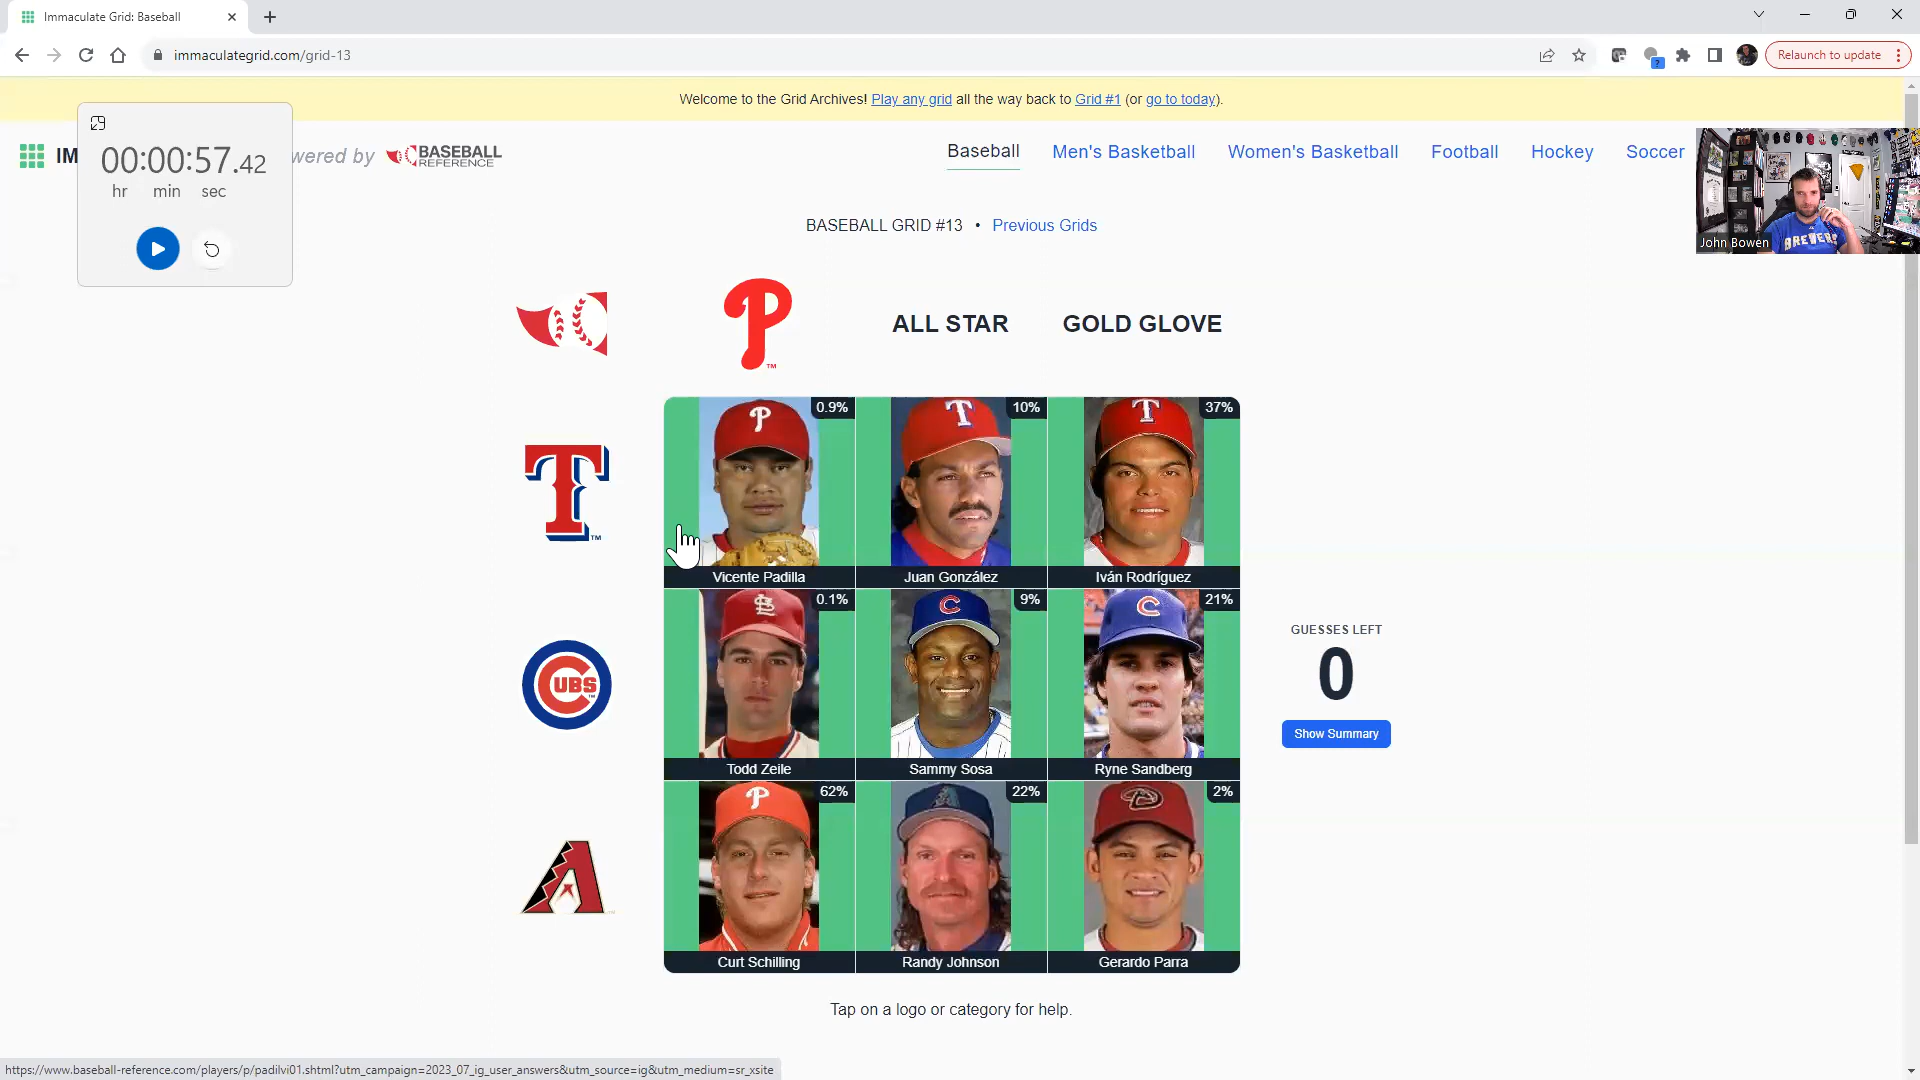 Immaculate Grid: Baseball
immaculategrid.com/grid-13
Relaunch to update
Welcome to the Grid Archives! Play any grid all the way back to Grid #1 (or go to today).
00:00:57.42
hr min sec
IM
wered by
BASEBALL
REFERENCE
Baseball
Men's Basketball
Women's Basketball
Football
Hockey
Soccer
John Bowen
BREWERS
BASEBALL GRID #13 • Previous Grids
P
TM
ALL STAR
GOLD GLOVE
T
TM
0.9%
10%
37%
Vicente Padilla
Juan González
Iván Rodríguez
CUBS
0.1%
9%
21%
Todd Zeile
Sammy Sosa
Ryne Sandberg
A
62%
22%
2%
Curt Schilling
Randy Johnson
Gerardo Parra
GUESSES LEFT
0
Show Summary
Tap on a logo or category for help.
https://www.baseball-reference.com/players/p/padilvi01.shtml?utm_campaign=2023_07_ig_user_answers&utm_source=ig&utm_medium=sr_xsite